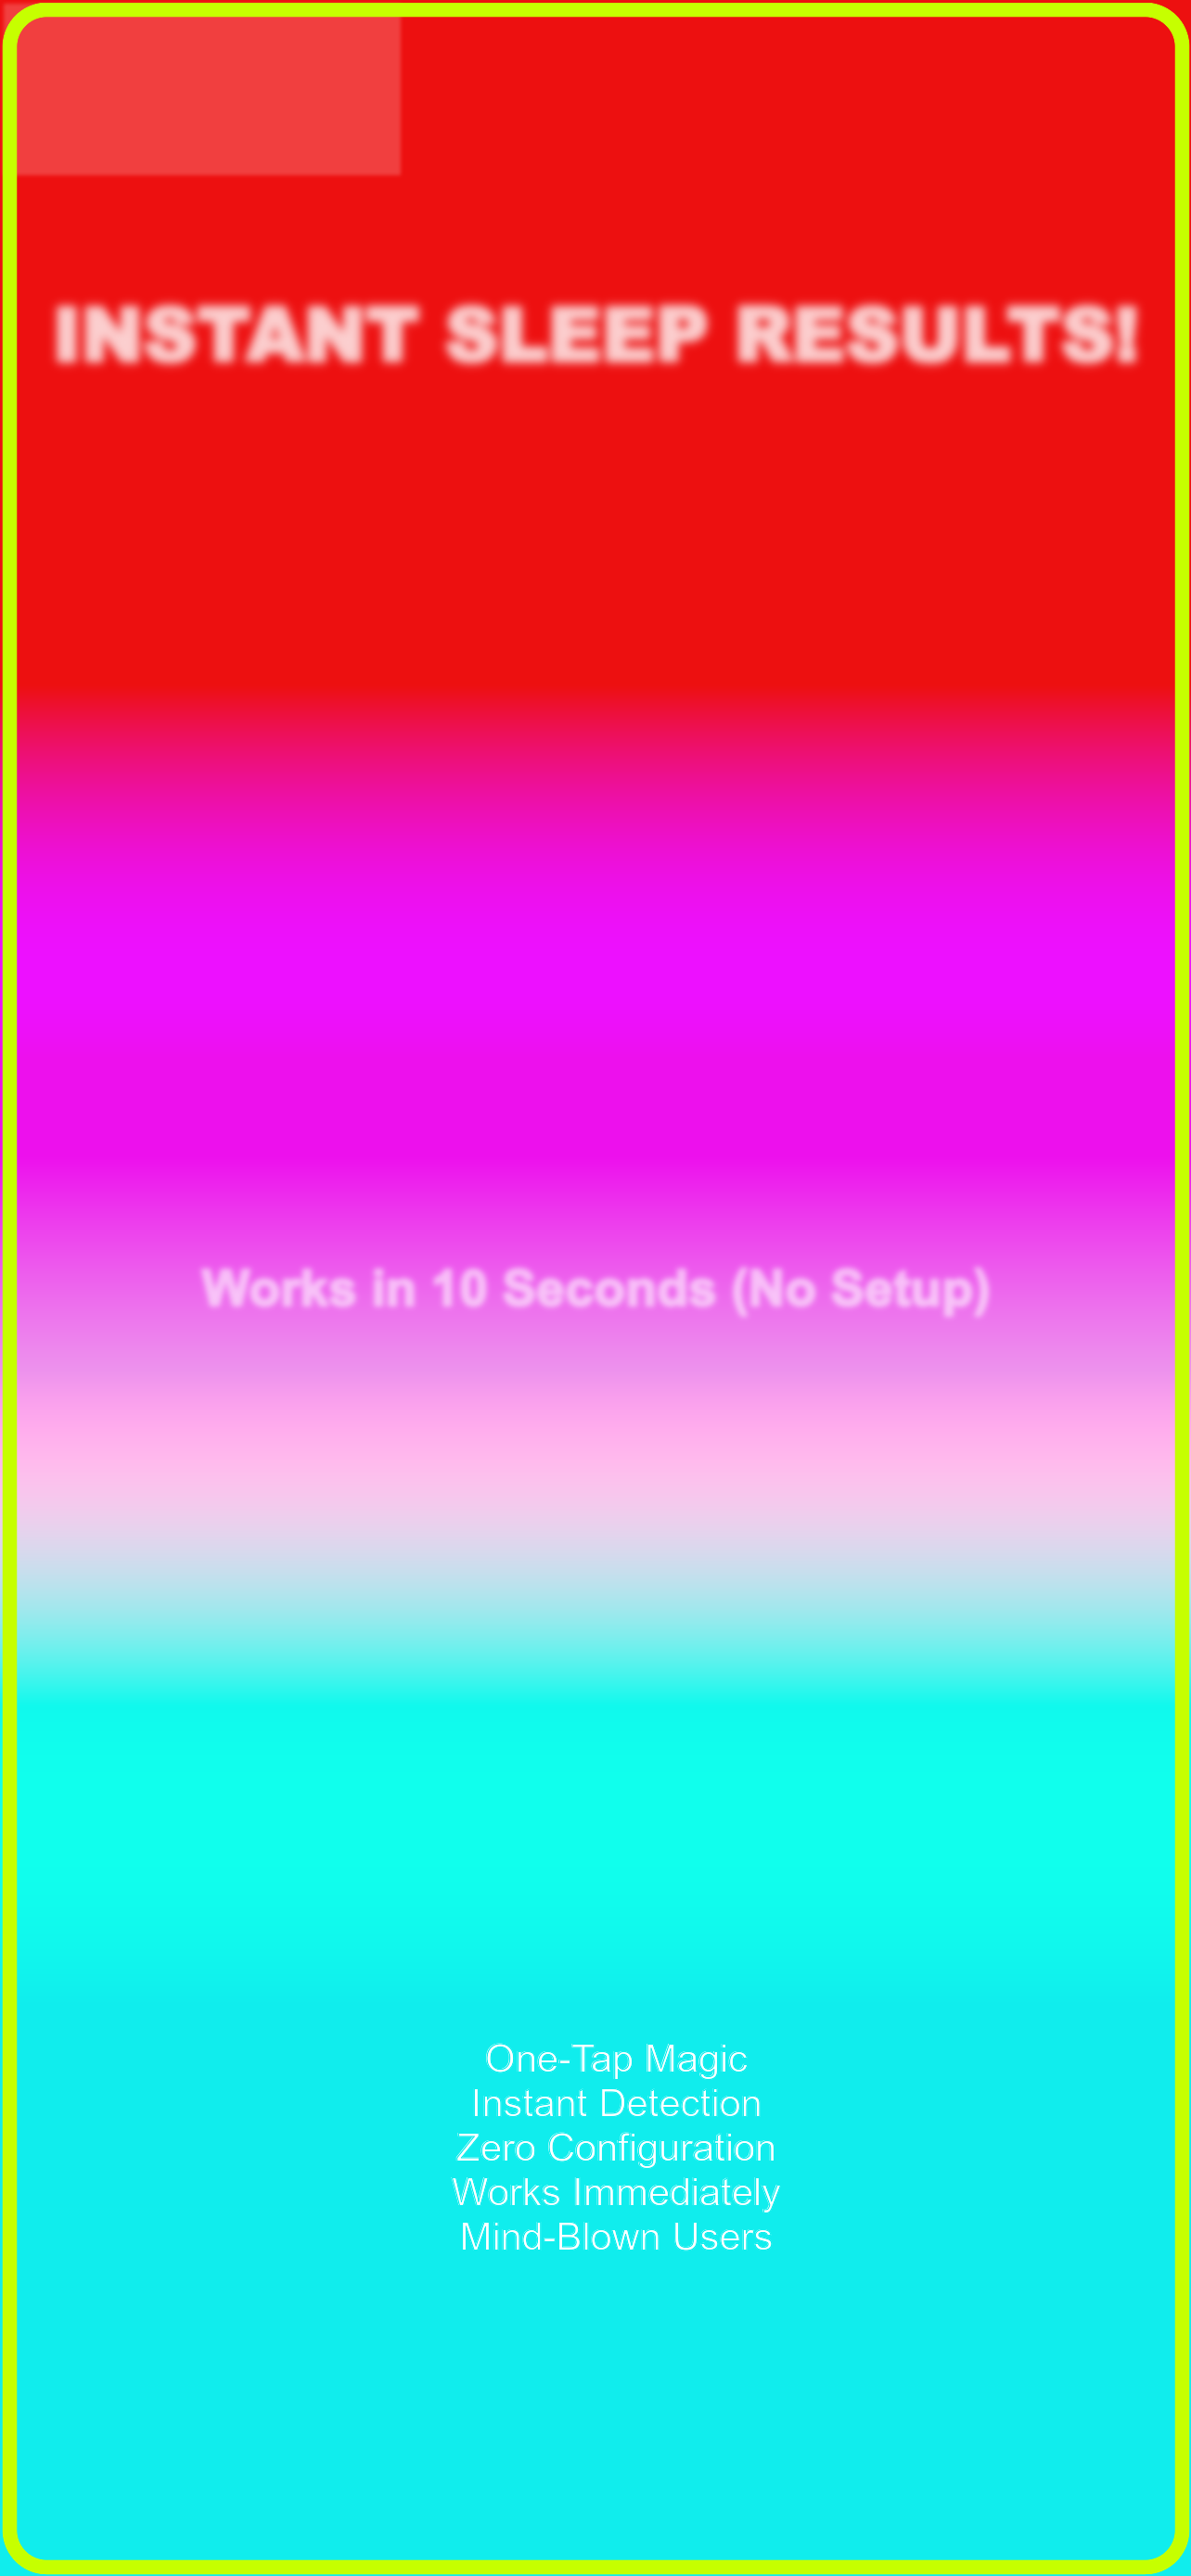 INSTANT SLEEP RESULTS!
Works in 10 Seconds (No Setup)
One-Tap Magic
Instant Detection
Zero Configuration
Works Immediately
Mind-Blown Users